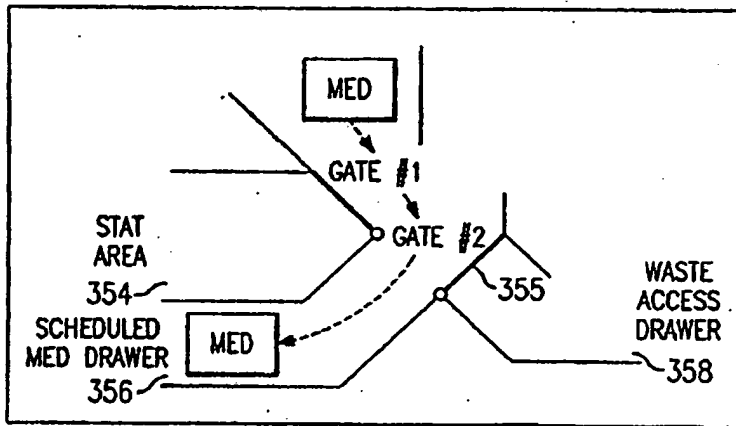 MED
GATE #1
GATE #2
STAT
AREA
354
355
SCHEDULED
MED DRAWER
356
MED
WASTE
ACCESS
DRAWER
358